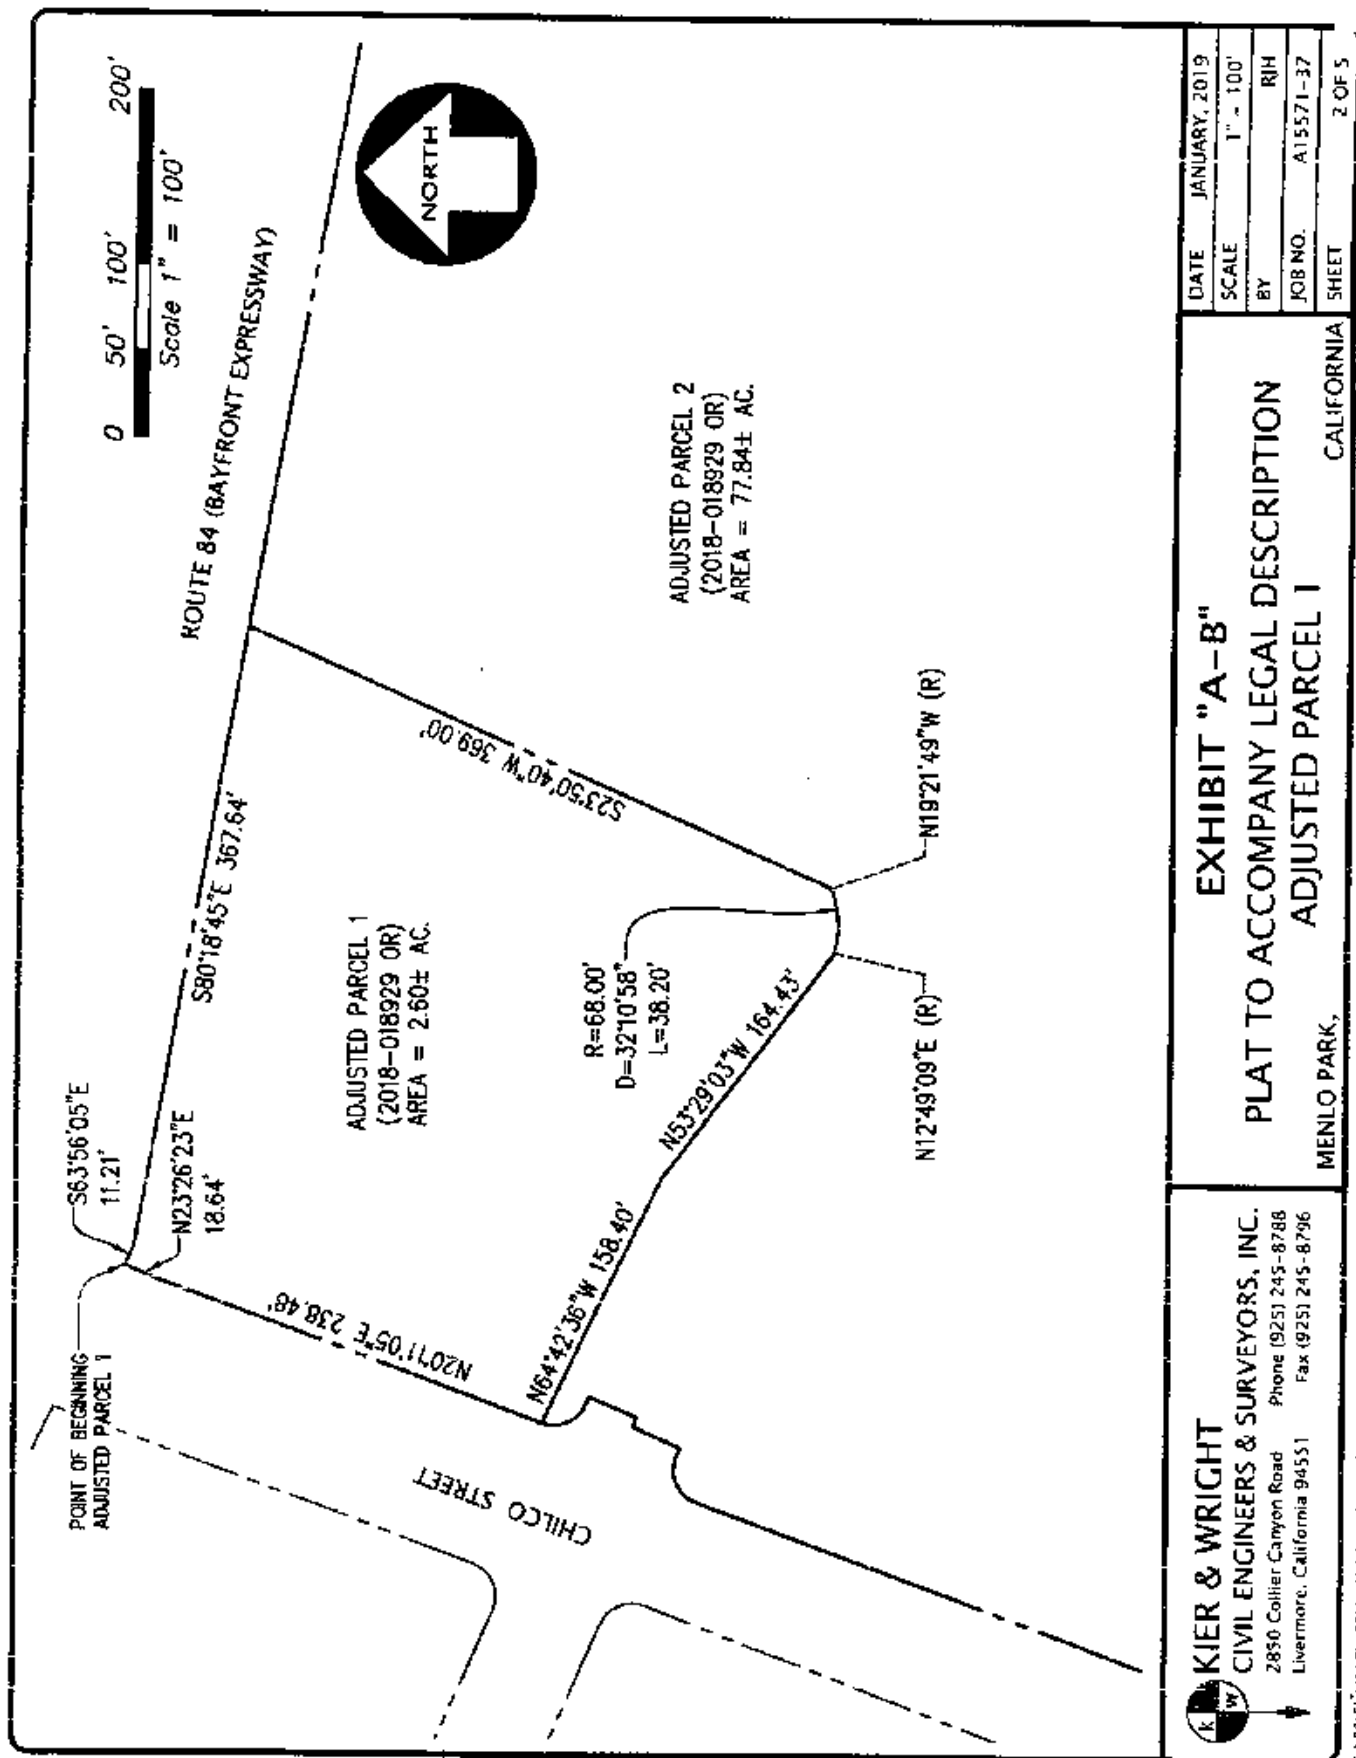 0 50' 100' 200'
Scale 1" = 100'
ROUTE 84 (BAYFRONT EXPRESSWAY)
NORTH
POINT OF BEGINNING
ADJUSTED PARCEL 1
S63°56'05"E
11.21'
N23°26'23"E
18.64'
S80°18'45"E 367.64'
ADJUSTED PARCEL 1
(2018-018929 OR)
AREA = 2.60± AC.
S23°50'40"W 369.00'
ADJUSTED PARCEL 2
(2018-018929 OR)
AREA = 77.84± AC.
N20°11'05"E 238.46'
R=68.00'
D=32°10'58"
L=38.20'
N64°42'36"W 158.40'
N53°29'03"W 164.43'
CHILCO STREET
N12°49'09"E (R)
N19°21'49"W (R)
K W
KIER & WRIGHT
CIVIL ENGINEERS & SURVEYORS, INC.
2850 Collier Canyon Road Phone (925) 245-8788
Livermore, California 94551 Fax (925) 245-8796
EXHIBIT "A-B"
PLAT TO ACCOMPANY LEGAL DESCRIPTION
ADJUSTED PARCEL 1
MENLO PARK, CALIFORNIA
DATE JANUARY, 2019
SCALE 1" = 100'
BY RJH
JOB NO. A15571-37
SHEET 2 OF 5